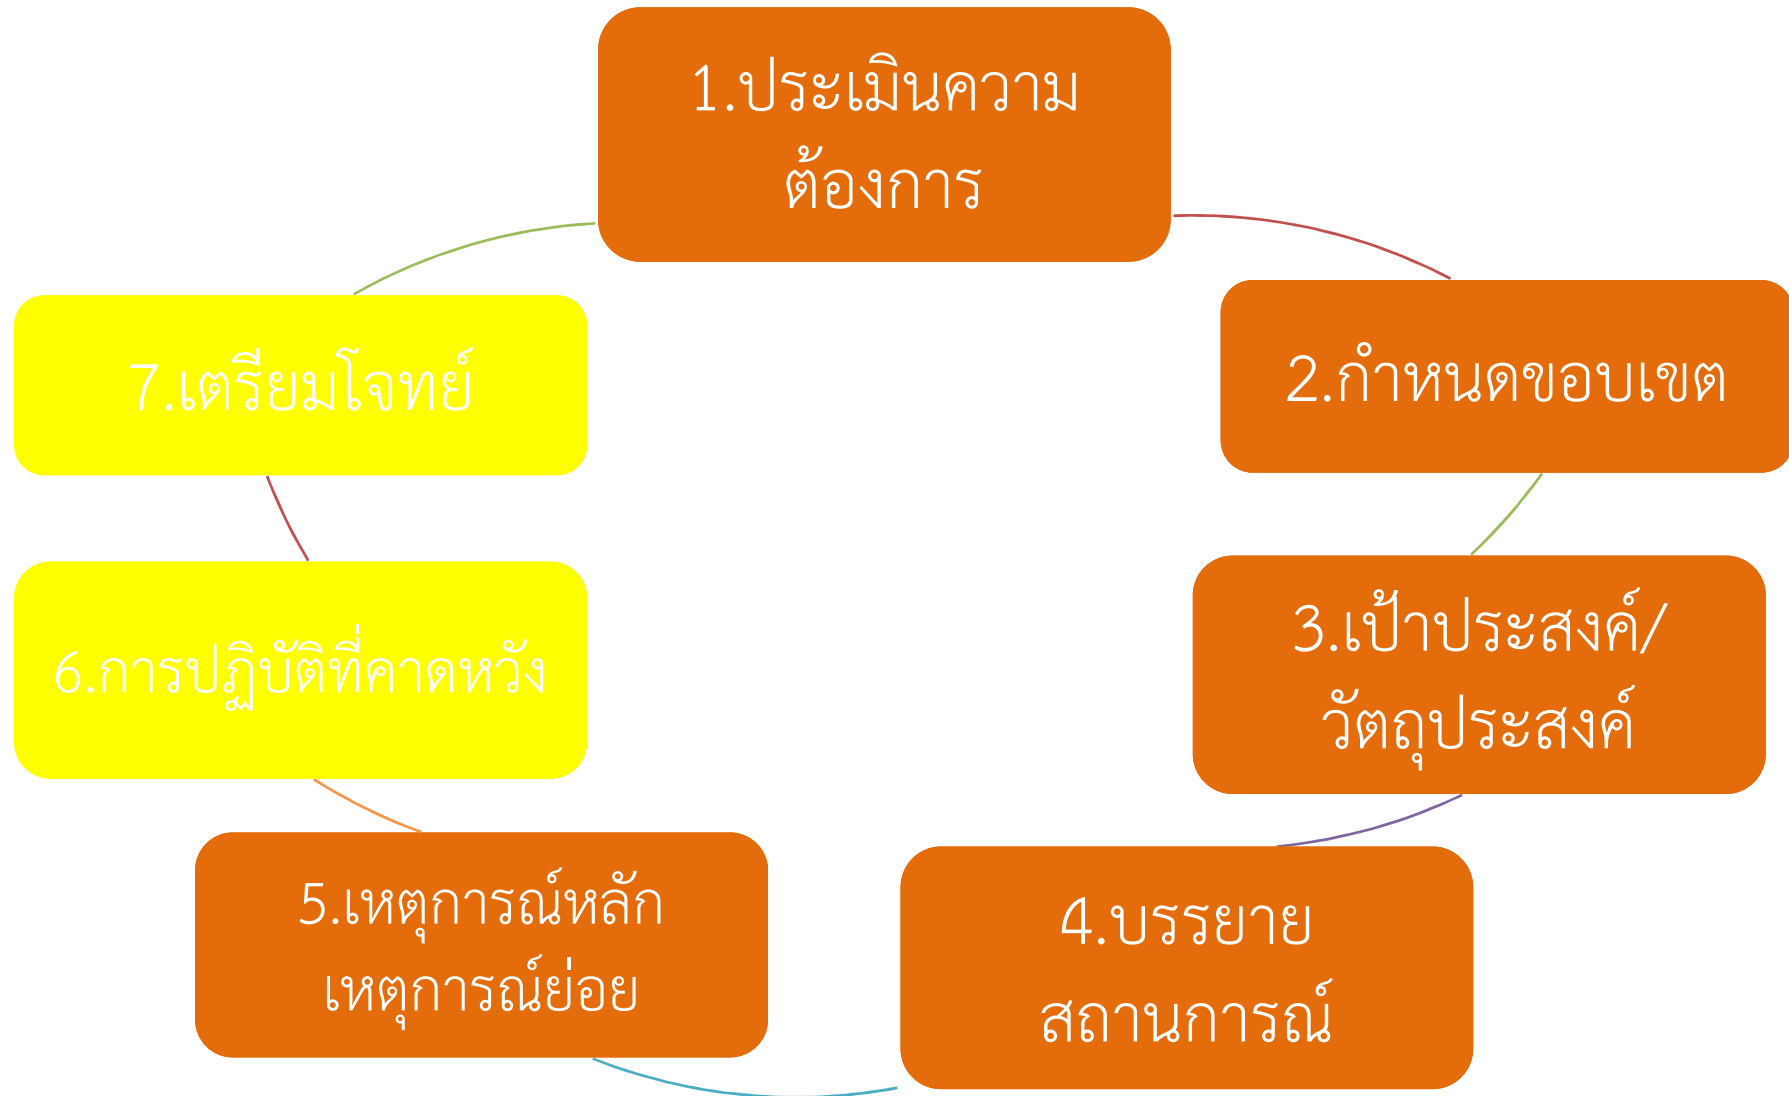 1.ประเมินความ
ต้องการ
2.กำหนดขอบเขต
3.เป้าประสงค์/
วัตถุประสงค์
4.บรรยาย
สถานการณ์
5.เหตุการณ์หลัก
เหตุการณ์ย่อย
6.การปฏิบัติที่คาดหวัง
7.เตรียมโจทย์